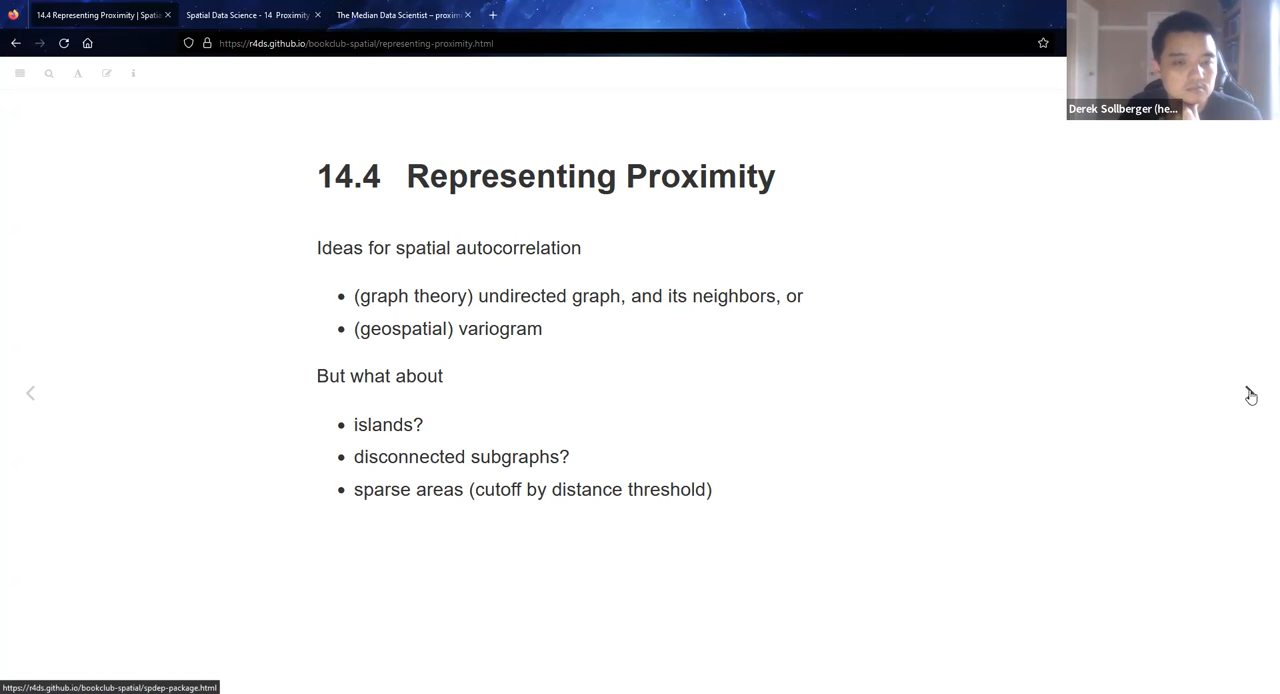 14.4 Representing Proximity | Spatia
Spatial Data Science - 14 Proximity
The Median Data Scientist – proxim
https://r4ds.github.io/bookclub-spatial/representing-proximity.html
Derek Sollberger (he...
14.4 Representing Proximity
Ideas for spatial autocorrelation
• (graph theory) undirected graph, and its neighbors, or
• (geospatial) variogram
But what about
• islands?
• disconnected subgraphs?
• sparse areas (cutoff by distance threshold)
https://r4ds.github.io/bookclub-spatial/spdep-package.html